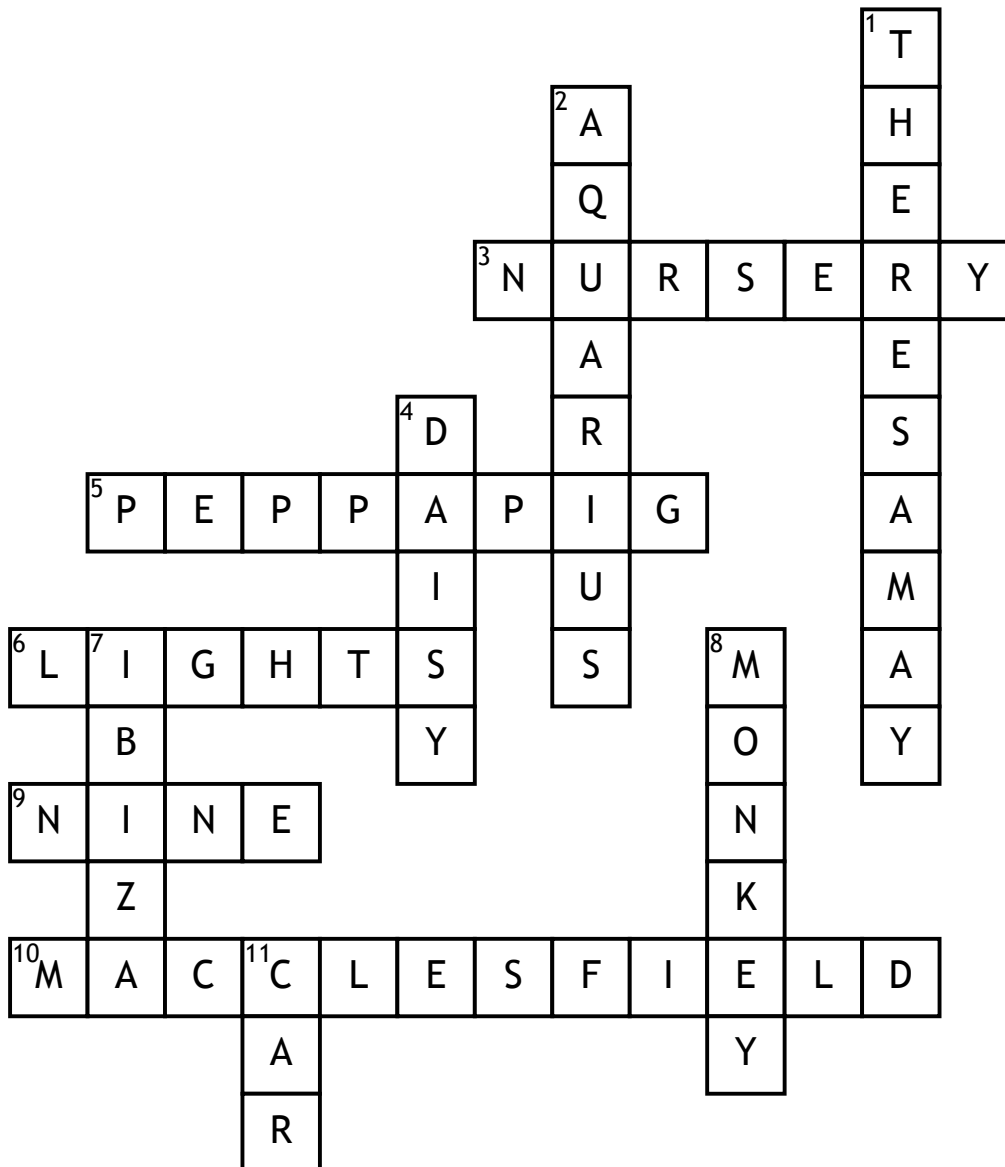 1 T
2 A H
Q E
3 N U R S E R Y
A E
4 D R S
5 P E P P A P I G A
I U M
6 L 7 I G H T S S 8 M A
B Y O Y
9 N I N E N
Z K
10 M A C 11 C L E S F I E L D
A Y
R